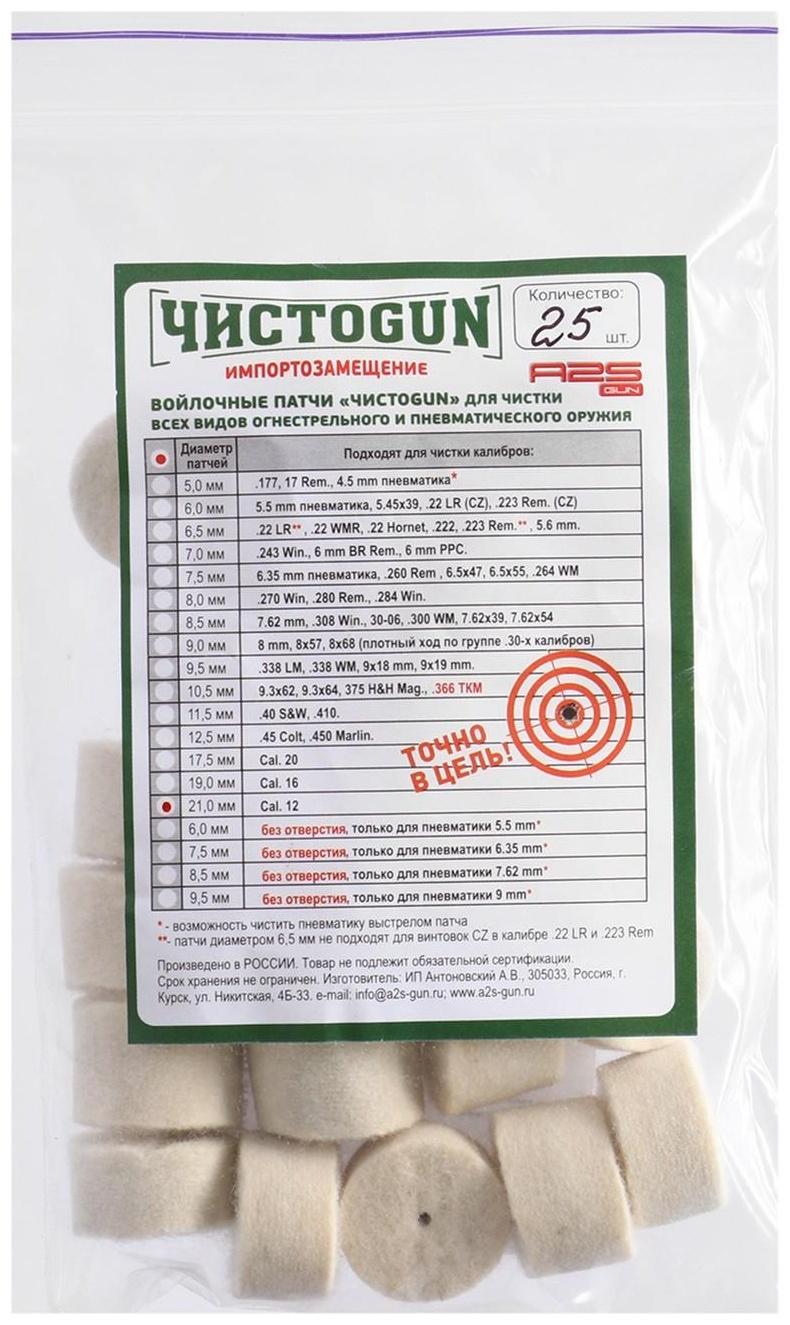 ЧИСТОGUN
Количество:
25 шт.
ИМПОРТОЗАМЕЩЕНИЕ
A2S
GUN
ВОЙЛОЧНЫЕ ПАТЧИ «ЧИСТОGUN» ДЛЯ ЧИСТКИ
ВСЕХ ВИДОВ ОГНЕСТРЕЛЬНОГО И ПНЕВМАТИЧЕСКОГО ОРУЖИЯ
Диаметр патчей Подходят для чистки калибров:
5,0 мм .177, 17 Rem., 4.5 mm пневматика*
6,0 мм 5.5 mm пневматика, 5.45x39, .22 LR (CZ), .223 Rem. (CZ)
6,5 мм .22 LR**, .22 WMR, .22 Hornet, .222, .223 Rem.**, 5.6 mm.
7,0 мм .243 Win., 6 mm BR Rem., 6 mm PPC.
7,5 мм 6.35 mm пневматика, .260 Rem , 6.5x47, 6.5x55, .264 WM
8,0 мм .270 Win, .280 Rem., .284 Win.
8,5 мм 7.62 mm, .308 Win., 30-06, .300 WM, 7.62x39, 7.62x54
9,0 мм 8 mm, 8x57, 8x68 (плотный ход по группе .30-х калибров)
9,5 мм .338 LM, .338 WM, 9x18 mm, 9x19 mm.
10,5 мм 9.3x62, 9.3x64, 375 H&H Mag., .366 ТКМ
11,5 мм .40 S&W, .410.
12,5 мм .45 Colt, .450 Marlin.
17,5 мм Cal. 20
19,0 мм Cal. 16
21,0 мм Cal. 12
6,0 мм без отверстия, только для пневматики 5.5 mm*
7,5 мм без отверстия, только для пневматики 6.35 mm*
8,5 мм без отверстия, только для пневматики 7.62 mm*
9,5 мм без отверстия, только для пневматики 9 mm*
ТОЧНО
В ЦЕЛЬ!
* - возможность чистить пневматику выстрелом патча
**- патчи диаметром 6,5 мм не подходят для винтовок CZ в калибре .22 LR и .223 Rem
Произведено в РОССИИ. Товар не подлежит обязательной сертификации.
Срок хранения не ограничен. Изготовитель: ИП Антоновский А.В., 305033, Россия, г.
Курск, ул. Никитская, 4Б-33. e-mail: info@a2s-gun.ru; www.a2s-gun.ru